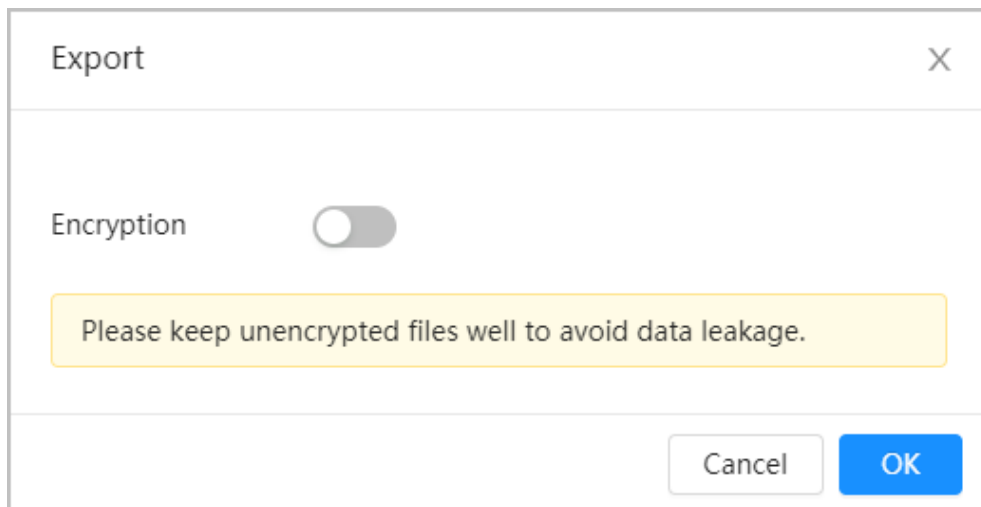 Export
Encryption
Please keep unencrypted files well to avoid data leakage.
Cancel OK